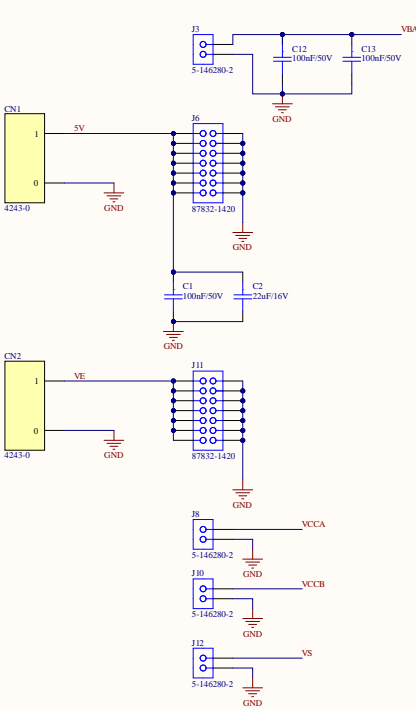 J3
VBA
C12
100nF/50V
C13
100nF/50V
5-146280-2
GND
CN1
J6
1
5V
0
GND
4243-0
87832-1420
GND
C1
100nF/50V
C2
22uF/16V
GND
CN2
J11
1
VE
0
GND
4243-0
87832-1420
GND
J8
VCCA
5-146280-2
GND
J10
VCCB
5-146280-2
GND
J12
VS
5-146280-2
GND